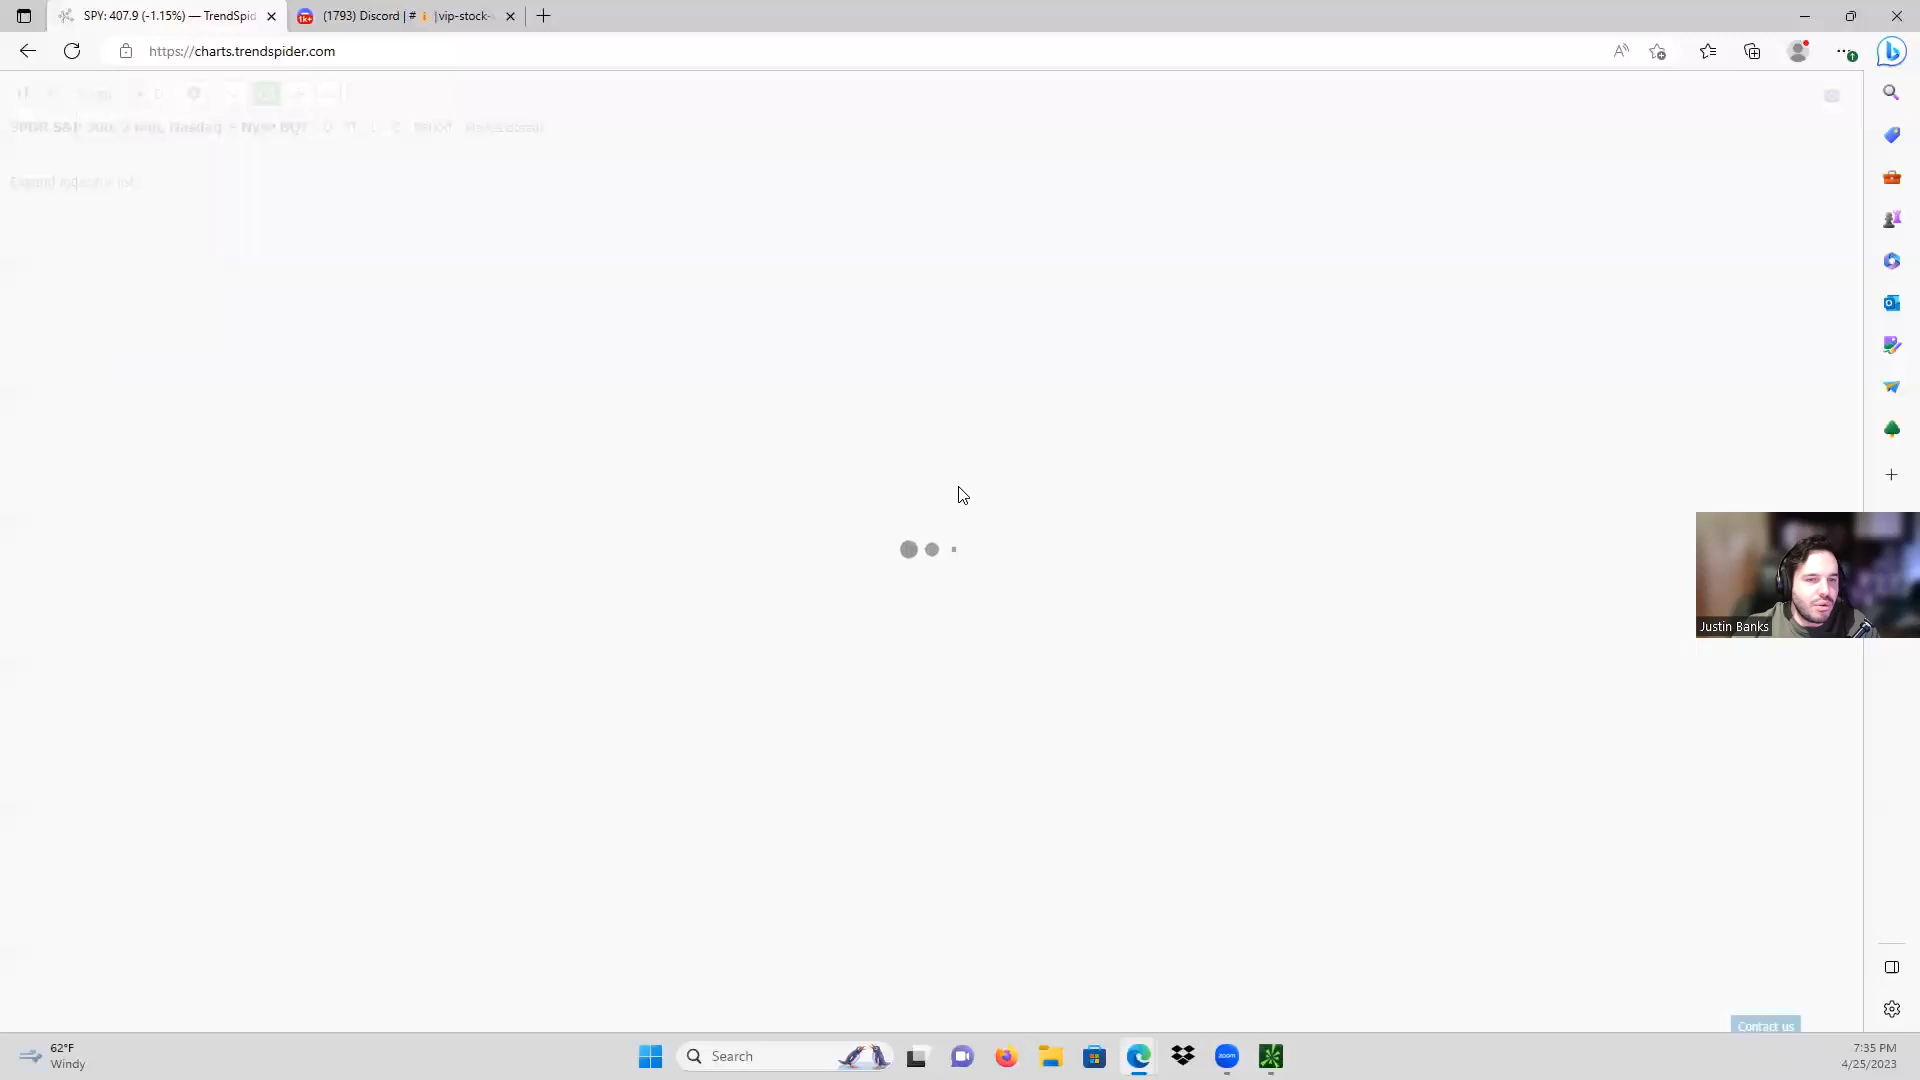 SPY: 407.9 (-1.15%) — TrendSpid
(1793) Discord | # | vip-stock-
https://charts.trendspider.com
Justin Banks
Contact us
62°F
Windy
Search
zoom
7:35 PM
4/25/2023